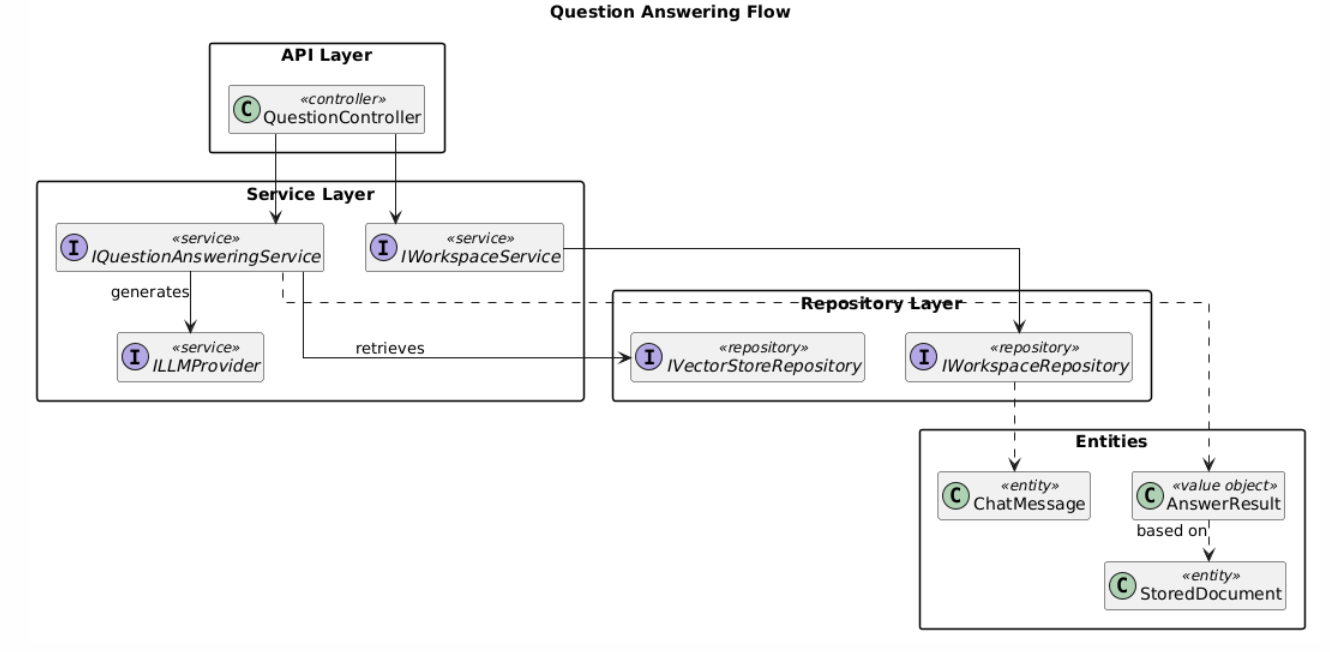 Question Answering Flow
API Layer
C
«controller»
QuestionController
Service Layer
I
«service»
IQuestionAnsweringService
I
«service»
IWorkspaceService
generates
I
«service»
ILLMProvider
retrieves
Repository Layer
I
«repository»
IVectorStoreRepository
I
«repository»
IWorkspaceRepository
Entities
C
«entity»
ChatMessage
C
«value object»
AnswerResult
based on
C
«entity»
StoredDocument